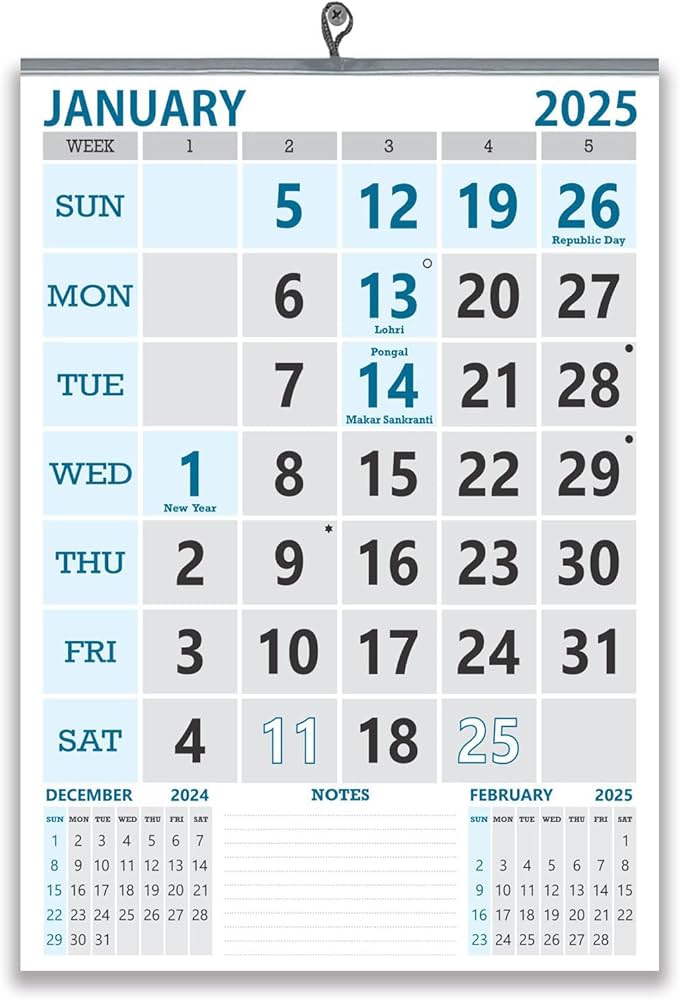 JANUARY 2025
WEEK 1 2 3 4 5
SUN 5 12 19 26
Republic Day
MON 6 13 20 27
Lohri
Pongal
TUE 7 14 21 28
Makar Sankranti
WED 1 8 15 22 29
New Year
THU 2 9 16 23 30
FRI 3 10 17 24 31
SAT 4 11 18 25
DECEMBER 2024
SUN MON TUE WED THU FRI SAT
1 2 3 4 5 6 7
8 9 10 11 12 13 14
15 16 17 18 19 20 21
22 23 24 25 26 27 28
29 30 31
NOTES
FEBRUARY 2025
SUN MON TUE WED THU FRI SAT
1
2 3 4 5 6 7 8
9 10 11 12 13 14 15
16 17 18 19 20 21 22
23 24 25 26 27 28